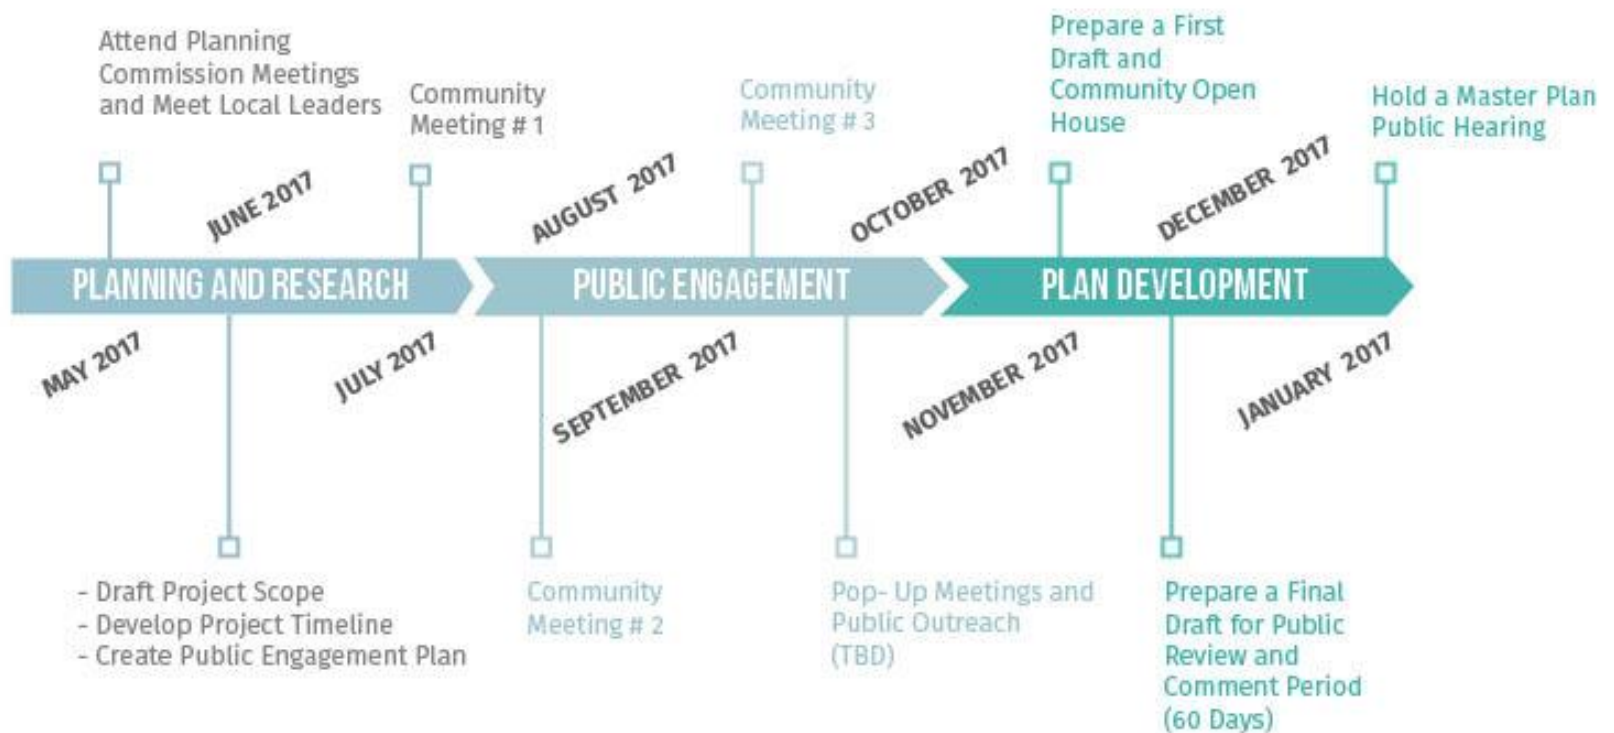 Attend Planning
Commission Meetings
and Meet Local Leaders
Community
Meeting # 1
Community
Meeting # 3
Prepare a First
Draft and
Community Open
House
Hold a Master Plan
Public Hearing
JUNE 2017
AUGUST 2017
OCTOBER 2017
DECEMBER 2017
PLANNING AND RESEARCH
PUBLIC ENGAGEMENT
PLAN DEVELOPMENT
MAY 2017
JULY 2017
SEPTEMBER 2017
NOVEMBER 2017
JANUARY 2017
- Draft Project Scope
- Develop Project Timeline
- Create Public Engagement Plan
Community
Meeting # 2
Pop- Up Meetings and
Public Outreach
(TBD)
Prepare a Final
Draft for Public
Review and
Comment Period
(60 Days)